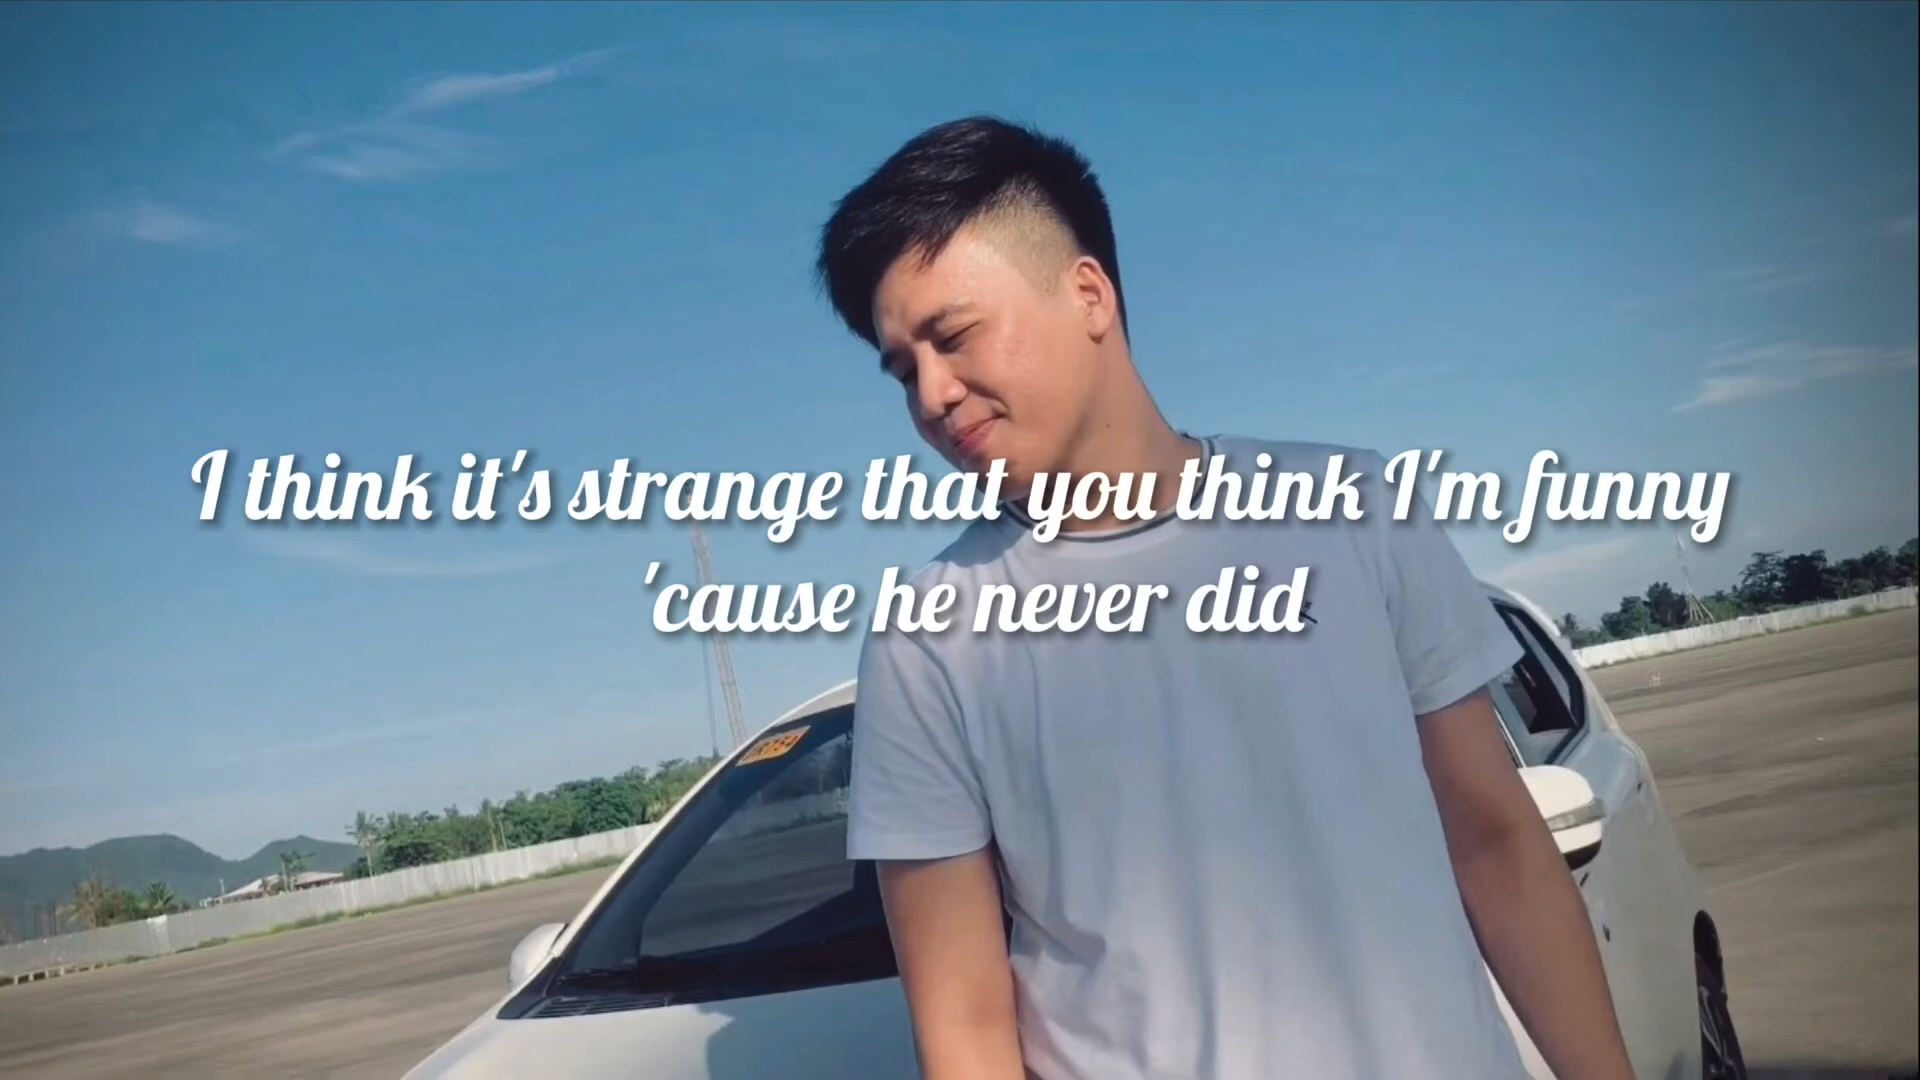 I think it's strange that you think I'm funny
'cause he never did